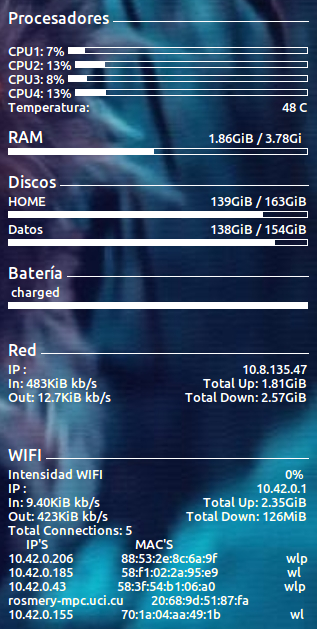 Procesadores
CPU1: 7%
CPU2: 13%
CPU3: 8%
CPU4: 13%
Temperatura: 48 C
RAM 1.86GiB / 3.78Gi
Discos
HOME 139GiB / 163GiB
Datos 138GiB / 154GiB
Batería
charged
Red
IP : 10.8.135.47
In: 483KiB kb/s Total Up: 1.81GiB
Out: 12.7KiB kb/s Total Down: 2.57GiB
WIFI
Intensidad WIFI 0%
IP : 10.42.0.1
In: 9.40KiB kb/s Total Up: 2.35GiB
Out: 423KiB kb/s Total Down: 126MiB
Total Connections: 5
IP'S MAC'S
10.42.0.206 88:53:2e:8c:6a:9f wlp
10.42.0.185 58:f1:02:2a:95:e9 wl
10.42.0.43 58:3f:54:b1:06:a0 wlp
rosmery-mpc.uci.cu 20:68:9d:51:87:fa
10.42.0.155 70:1a:04:aa:49:1b wl